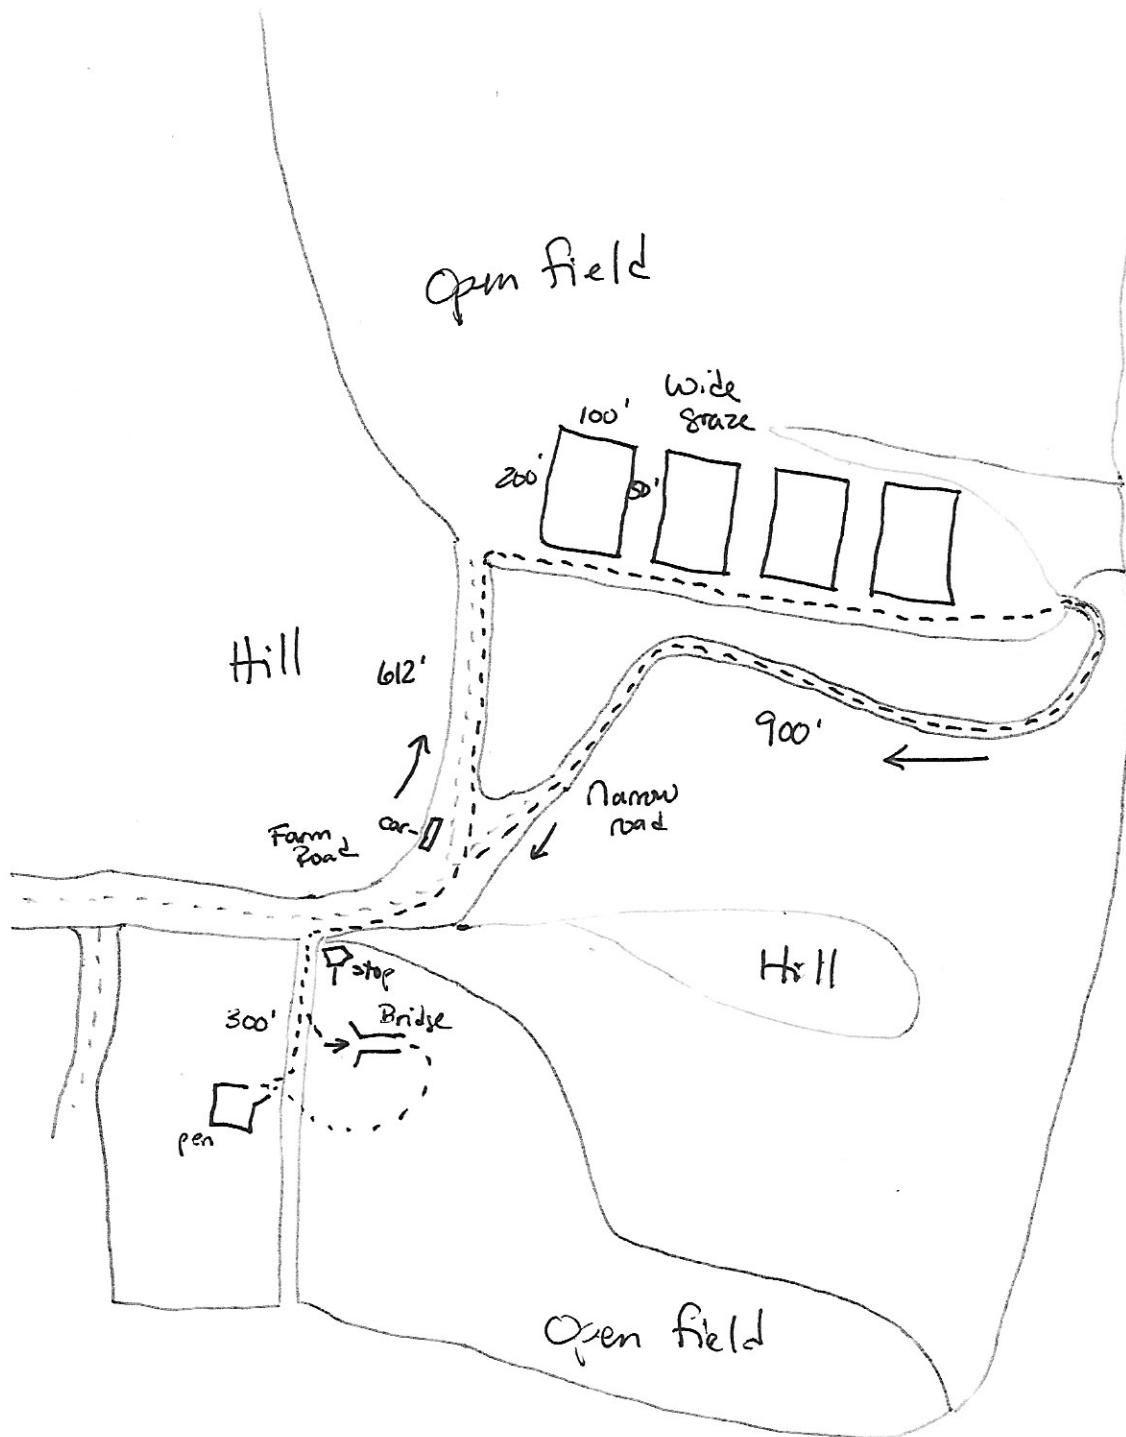 Open field
Wide
graze
100'
200'
50'
Hill
612'
900'
Narrow
road
car
Farm
Road
Hill
stop
Bridge
300'
pen
Open field